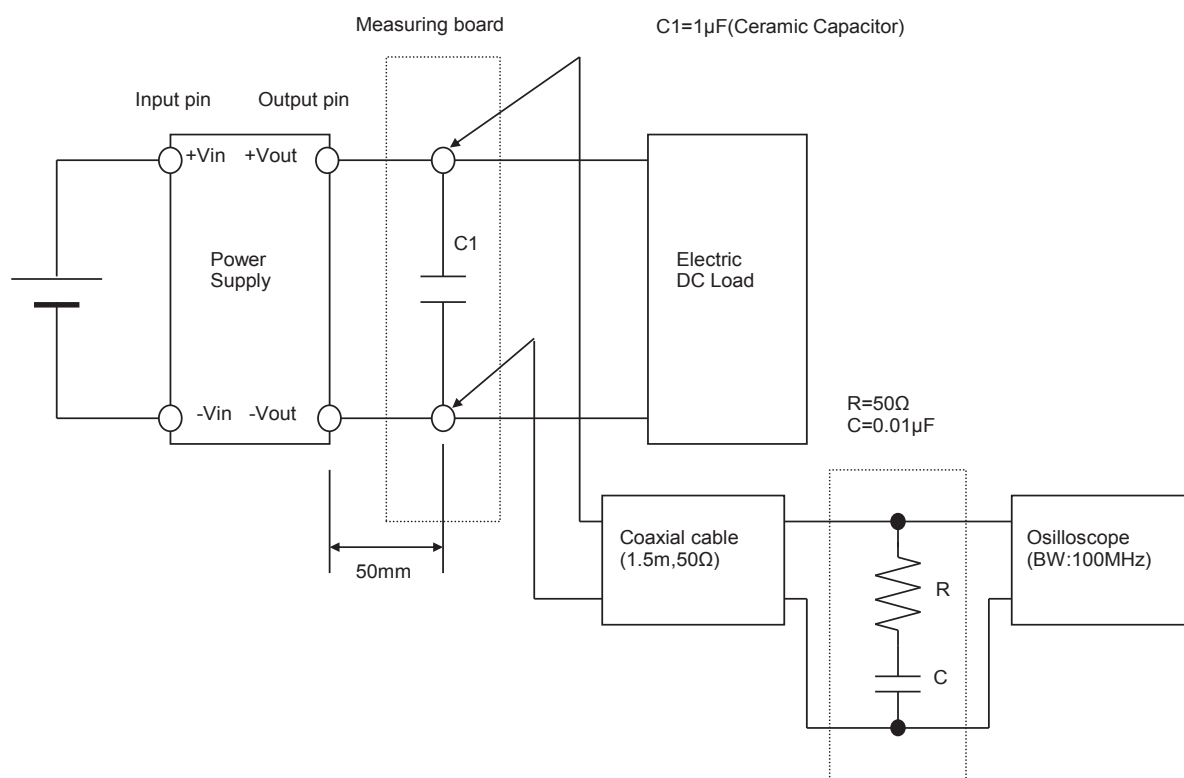 Measuring board
C1=1µF(Ceramic Capacitor)
Input pin
Output pin
+Vin
+Vout
C1
Power
Supply
Electric
DC Load
-Vin
-Vout
R=50Ω
C=0.01µF
50mm
Coaxial cable
(1.5m,50Ω)
R
C
Osilloscope
(BW:100MHz)